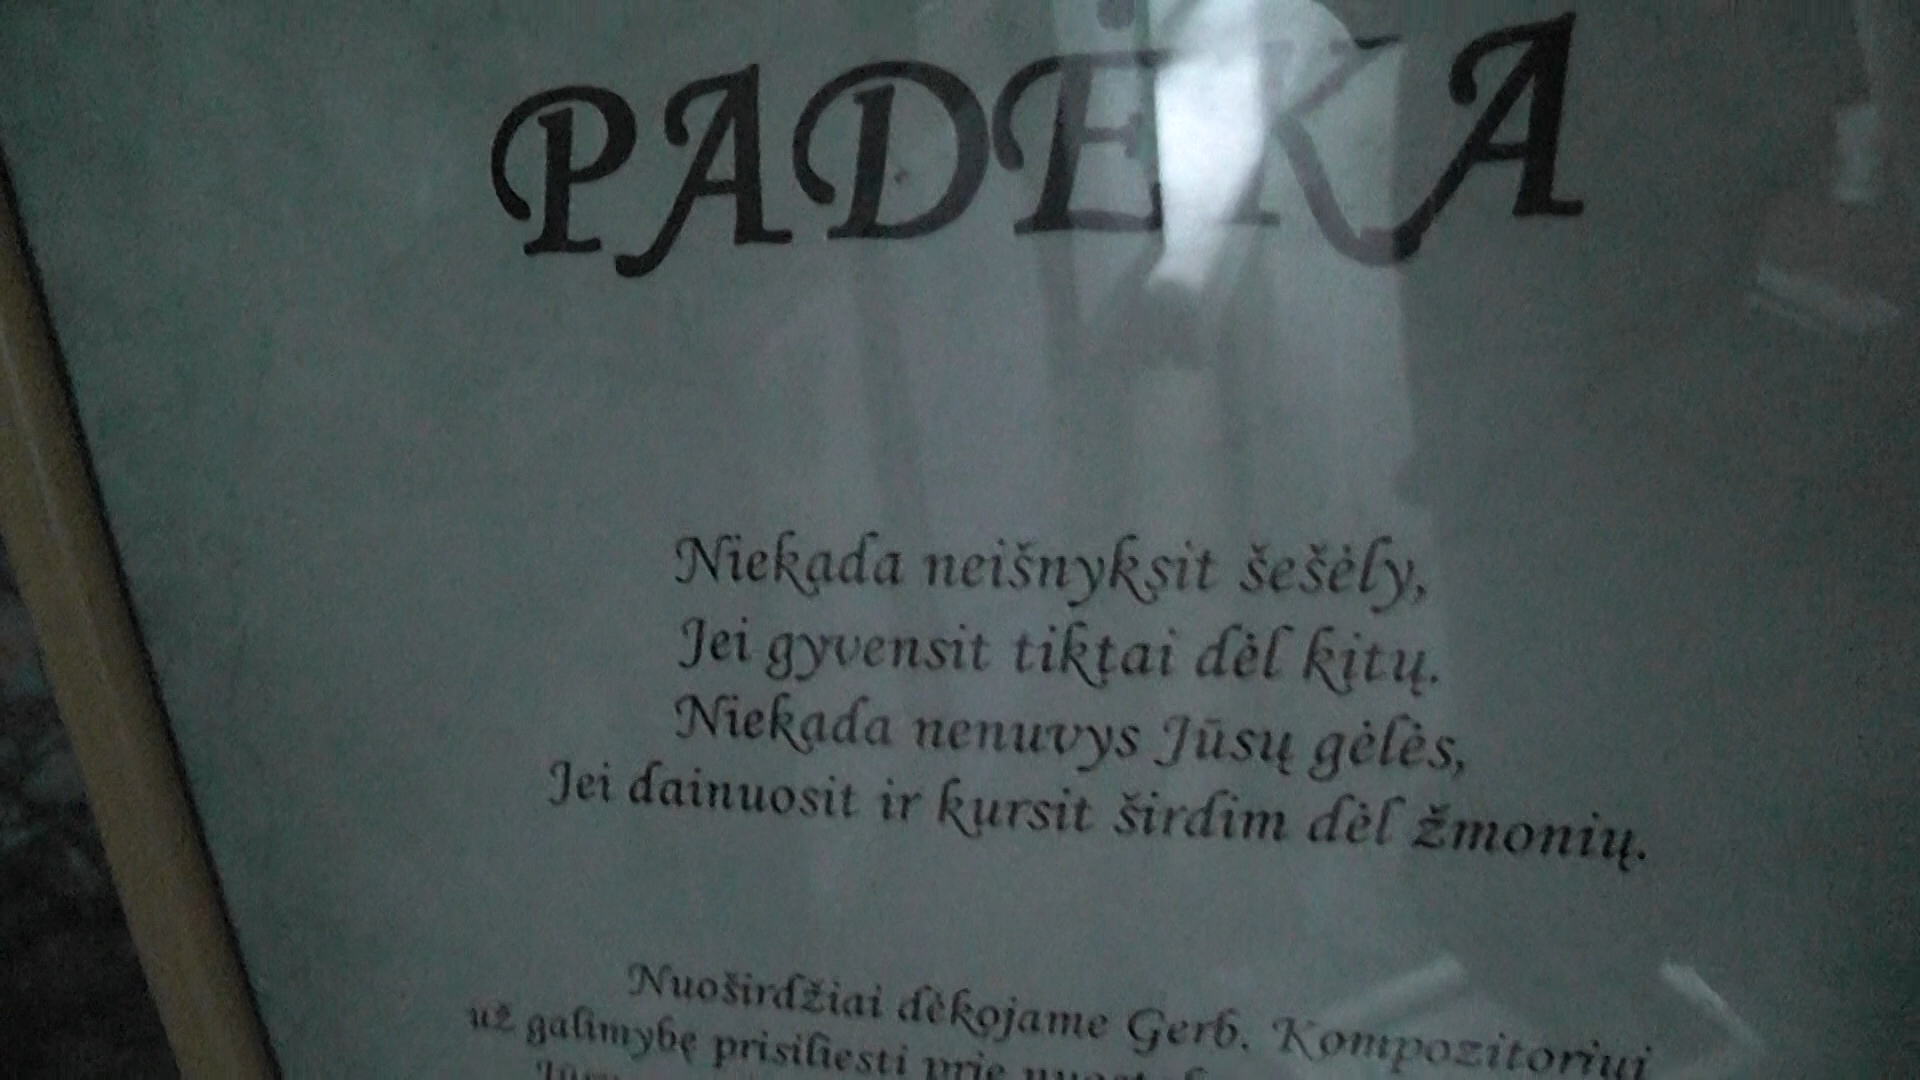 PADĖKA
Niekada neišnyksit šešėly,
Jei gyvensit tiktai dėl kitų.
Niekada nenuvys Jūsų gėlės,
Jei dainuosit ir kursit širdim dėl žmonių.
Nuoširdžiai dėkojame Gerb. Kompozitoriui
už galimybę prisiliesti prie